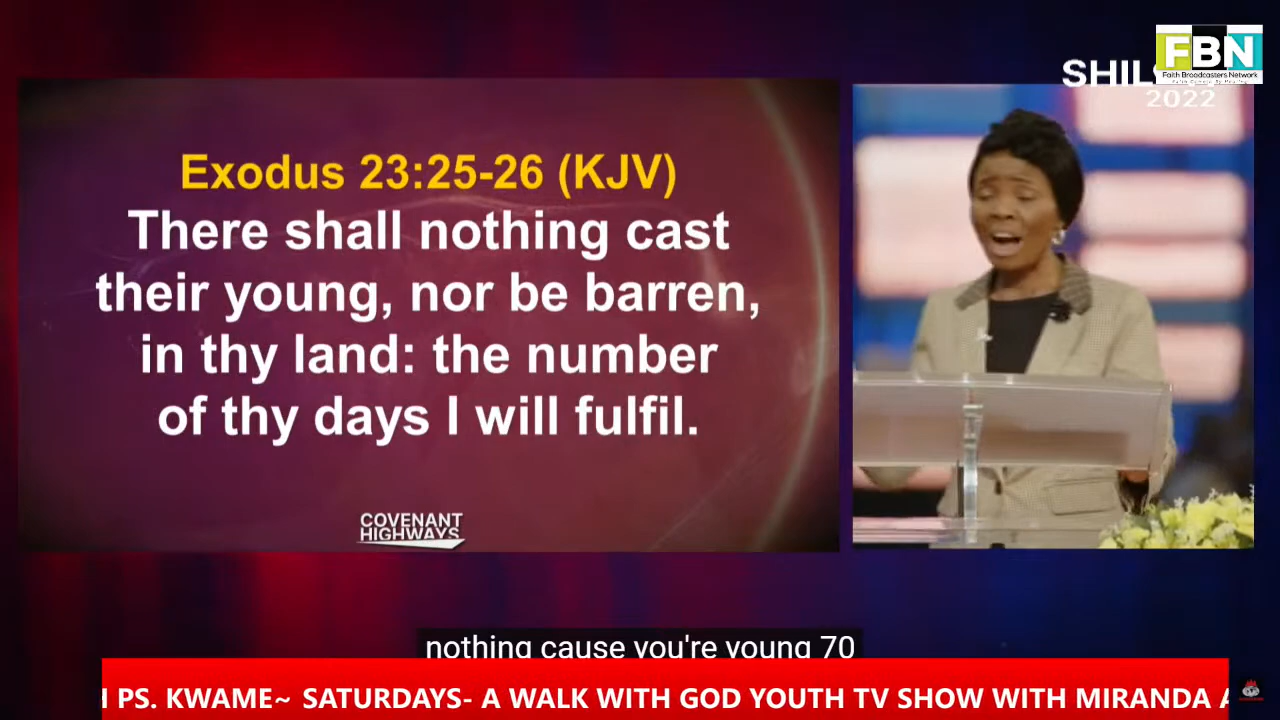 FBN
Faith Broadcasters Network
SHIL
2022
Exodus 23:25-26 (KJV)
There shall nothing cast
their young, nor be barren,
in thy land: the number
of thy days I will fulfil.
COVENANT
HIGHWAYS
nothing cause you're young 70
PS. KWAME~ SATURDAYS- A WALK WITH GOD YOUTH TV SHOW WITH MIRANDA